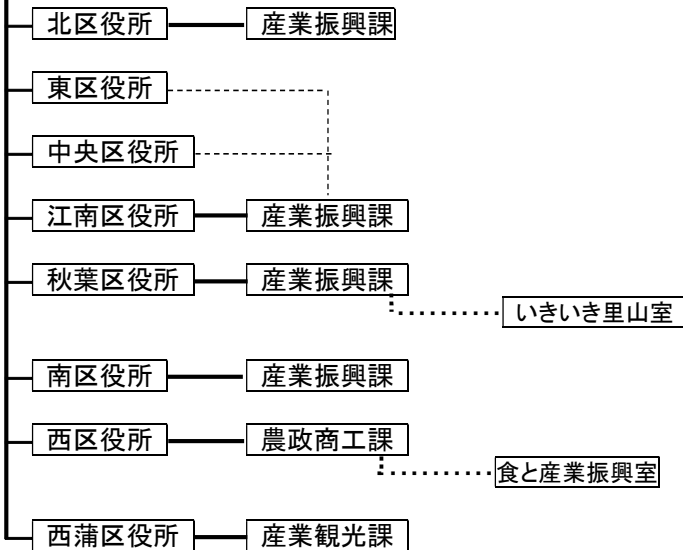 北区役所 産業振興課
東区役所
中央区役所
江南区役所 産業振興課
秋葉区役所 産業振興課
いきいき里山室
南区役所 産業振興課
西区役所 農政商工課
食と産業振興室
西蒲区役所 産業観光課